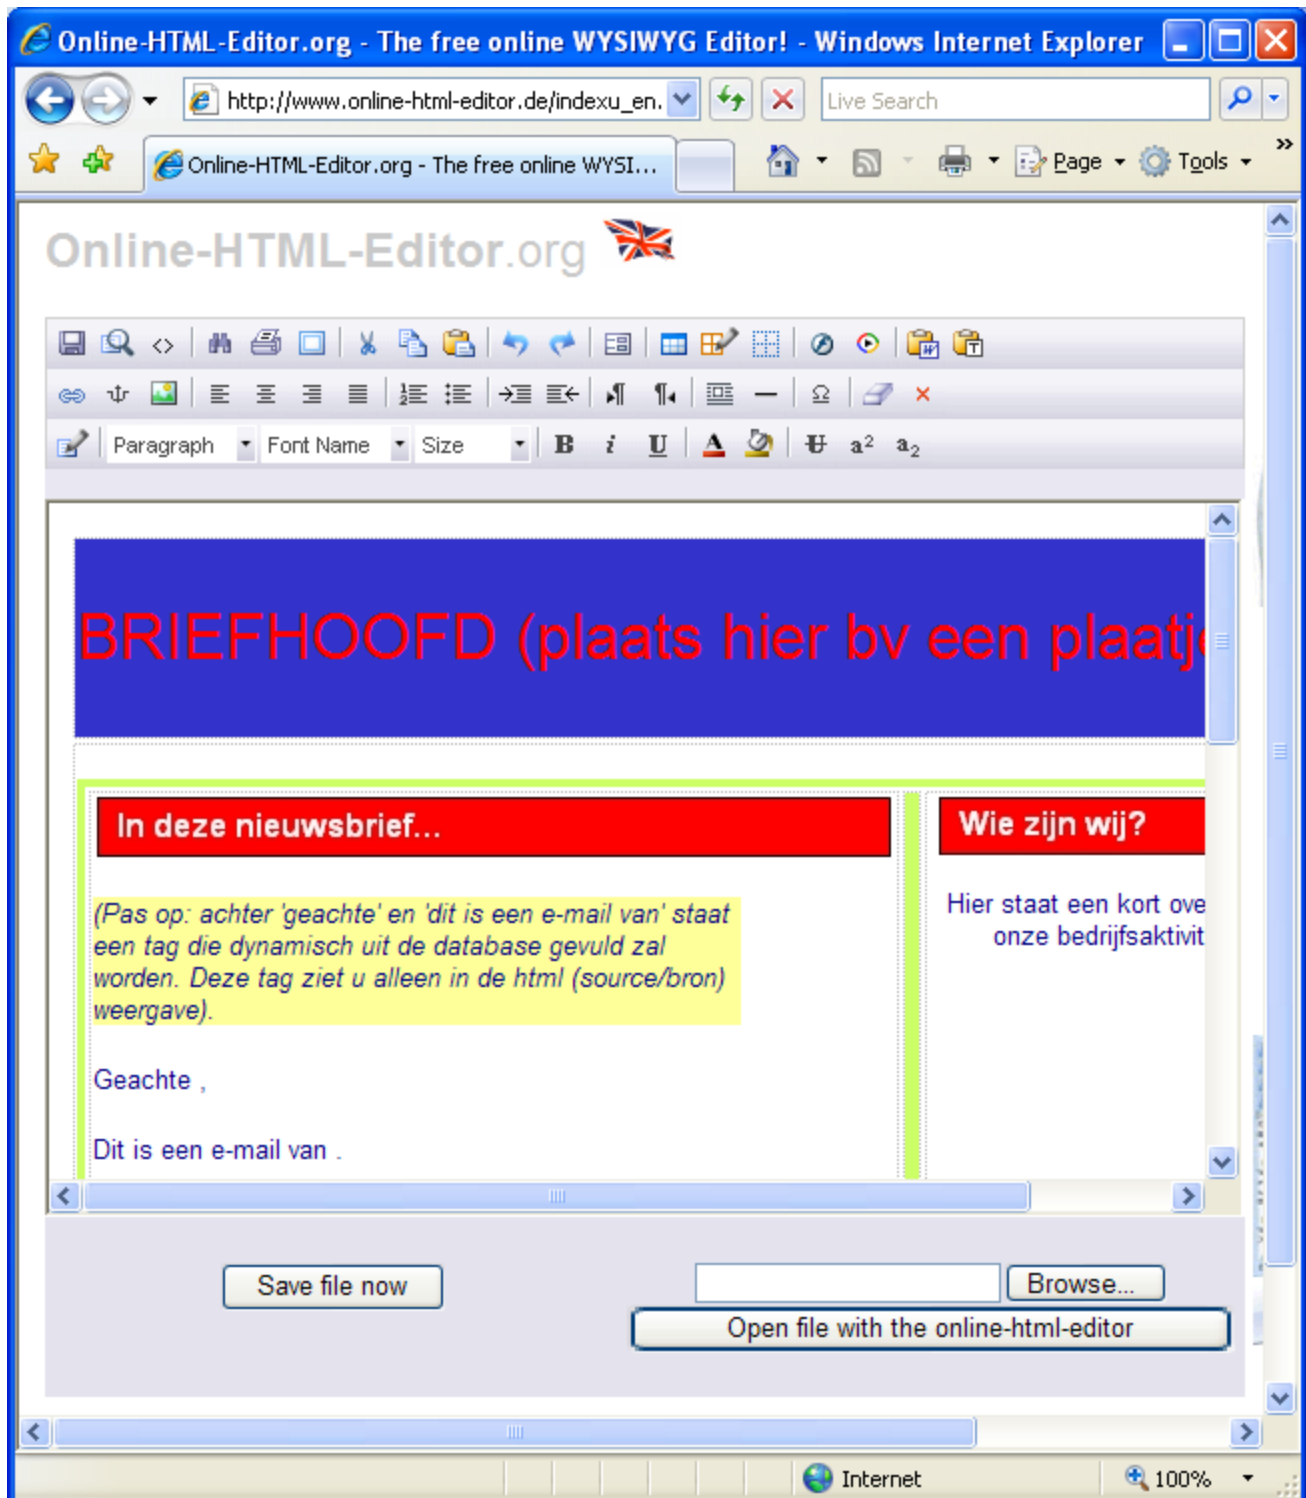 Online-HTML-Editor.org - The free online WYSIWYG Editor! - Windows Internet Explorer
http://www.online-html-editor.de/indexu_en.
Live Search
Online-HTML-Editor.org - The free online WYSI...
Page
Tools
»
Online-HTML-Editor.org
Paragraph
Font Name
Size
B i U A U a² a₂
BRIEFHOOFD (plaats hier bv een plaatj
In deze nieuwsbrief...
(Pas op: achter 'geachte' en 'dit is een e-mail van' staat
een tag die dynamisch uit de database gevuld zal
worden. Deze tag ziet u alleen in de html (source/bron)
weergave).
Geachte ,
Dit is een e-mail van .
Wie zijn wij?
Hier staat een kort ove
onze bedrijfsaktivit
Save file now
Browse...
Open file with the online-html-editor
Internet
100%